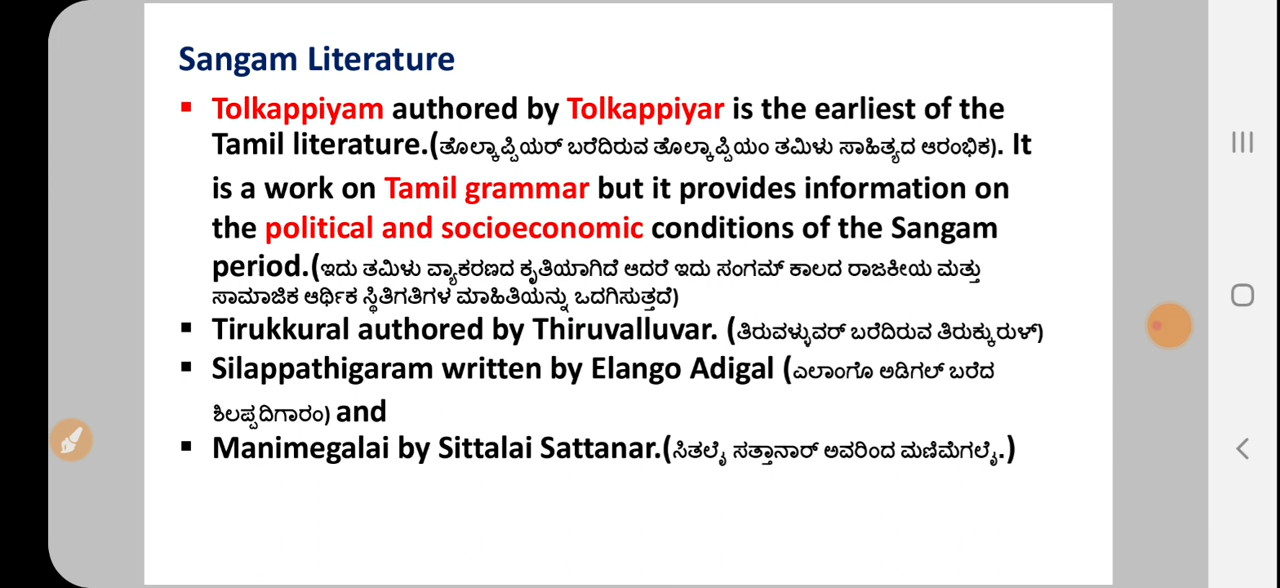 Sangam Literature
▪ Tolkappiyam authored by Tolkappiyar is the earliest of the
Tamil literature.(ತೊಲ್ಕಾಪ್ಪಿಯರ್ ಬರೆದಿರುವ ತೊಲ್ಕಾಪ್ಪಿಯಂ ತಮಿಳು ಸಾಹಿತ್ಯದ ಆರಂಭಿಕ). It
is a work on Tamil grammar but it provides information on
the political and socioeconomic conditions of the Sangam
period.(ಇದು ತಮಿಳು ವ್ಯಾಕರಣದ ಕೃತಿಯಾಗಿದೆ ಆದರೆ ಇದು ಸಂಗಮ್ ಕಾಲದ ರಾಜಕೀಯ ಮತ್ತು
ಸಾಮಾಜಿಕ ಆರ್ಥಿಕ ಸ್ಥಿತಿಗತಿಗಳ ಮಾಹಿತಿಯನ್ನು ಒದಗಿಸುತ್ತದೆ)
▪ Tirukkural authored by Thiruvalluvar. (ತಿರುವಳ್ಳುವರ್ ಬರೆದಿರುವ ತಿರುಕ್ಕುರುಳ್)
▪ Silappathigaram written by Elango Adigal (ಎಲಾಂಗೊ ಅಡಿಗಲ್ ಬರೆದ
ಶಿಲಪ್ಪದಿಗಾರಂ) and
▪ Manimegalai by Sittalai Sattanar.(ಸಿತಲೈ ಸತ್ತಾನಾರ್ ಅವರಿಂದ ಮಣಿಮೆಗಲೈ.)